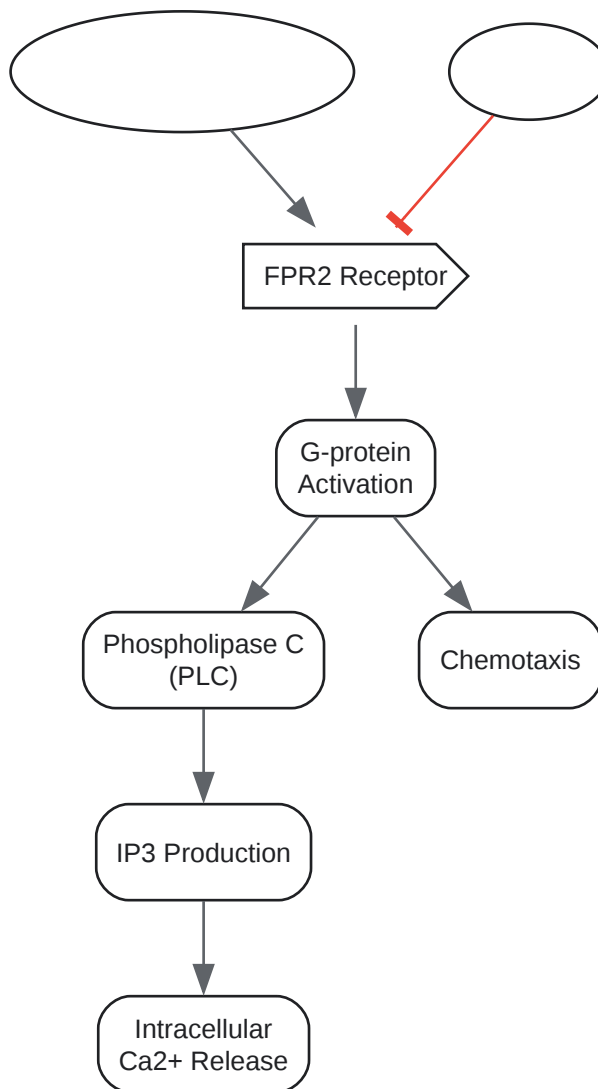 FPR2 Receptor
G-protein
Activation
Phospholipase C
(PLC)
Chemotaxis
IP3 Production
Intracellular
Ca2+ Release